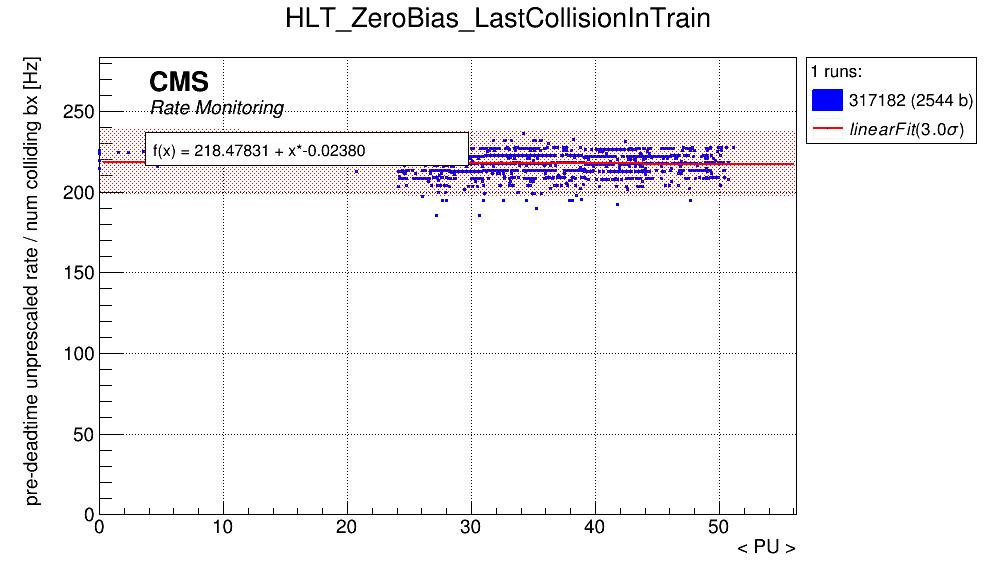 HLT_ZeroBias_LastCollisionInTrain
pre-deadtime unprescaled rate / num colliding bx [Hz]
CMS
Rate Monitoring
f(x) = 218.47831 + x*-0.02380
250
200
150
100
50
0
0 10 20 30 40 50
< PU >
1 runs:
317182 (2544 b)
linearFit(3.0σ)